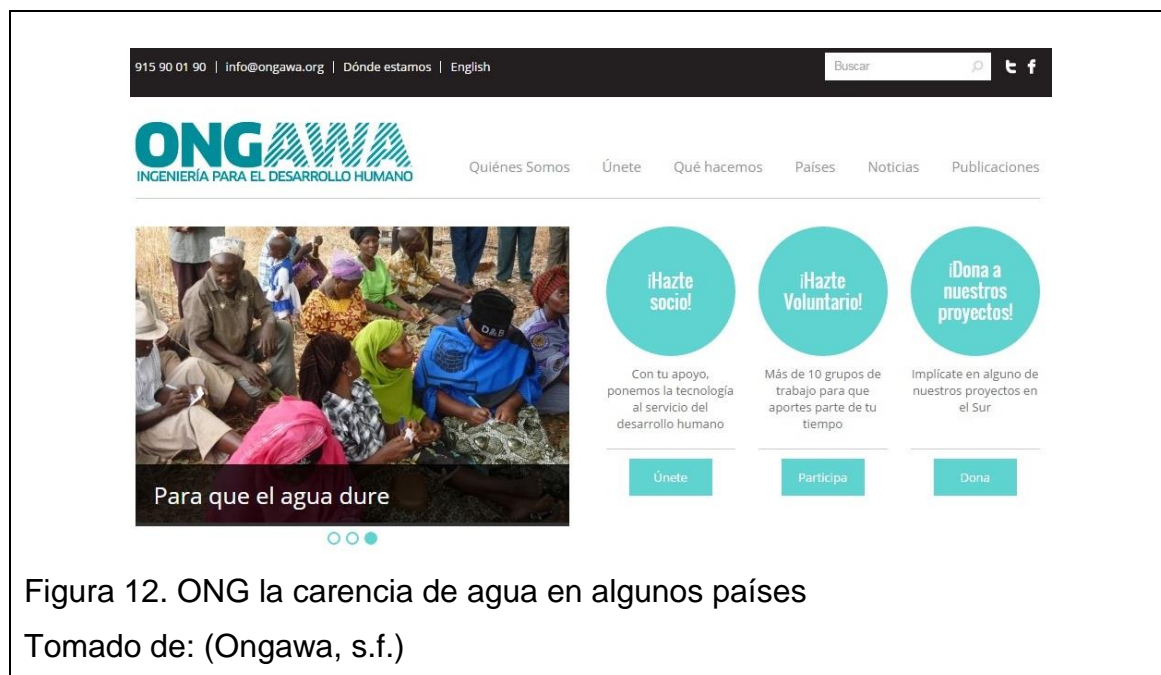 915 90 01 90 | info@ongawa.org | Dónde estamos | English
Buscar
ONGAWA
INGENIERÍA PARA EL DESARROLLO HUMANO
Quiénes Somos Únete Qué hacemos Países Noticias Publicaciones
D&B
Para que el agua dure
¡Hazte
socio!
Con tu apoyo,
ponemos la tecnología
al servicio del
desarrollo humano
Únete
¡Hazte
Voluntario!
Más de 10 grupos de
trabajo para que
aportes parte de tu
tiempo
Participa
¡Dona a
nuestros
proyectos!
Implícate en alguno de
nuestros proyectos en
el Sur
Dona
Figura 12. ONG la carencia de agua en algunos países
Tomado de: (Ongawa, s.f.)